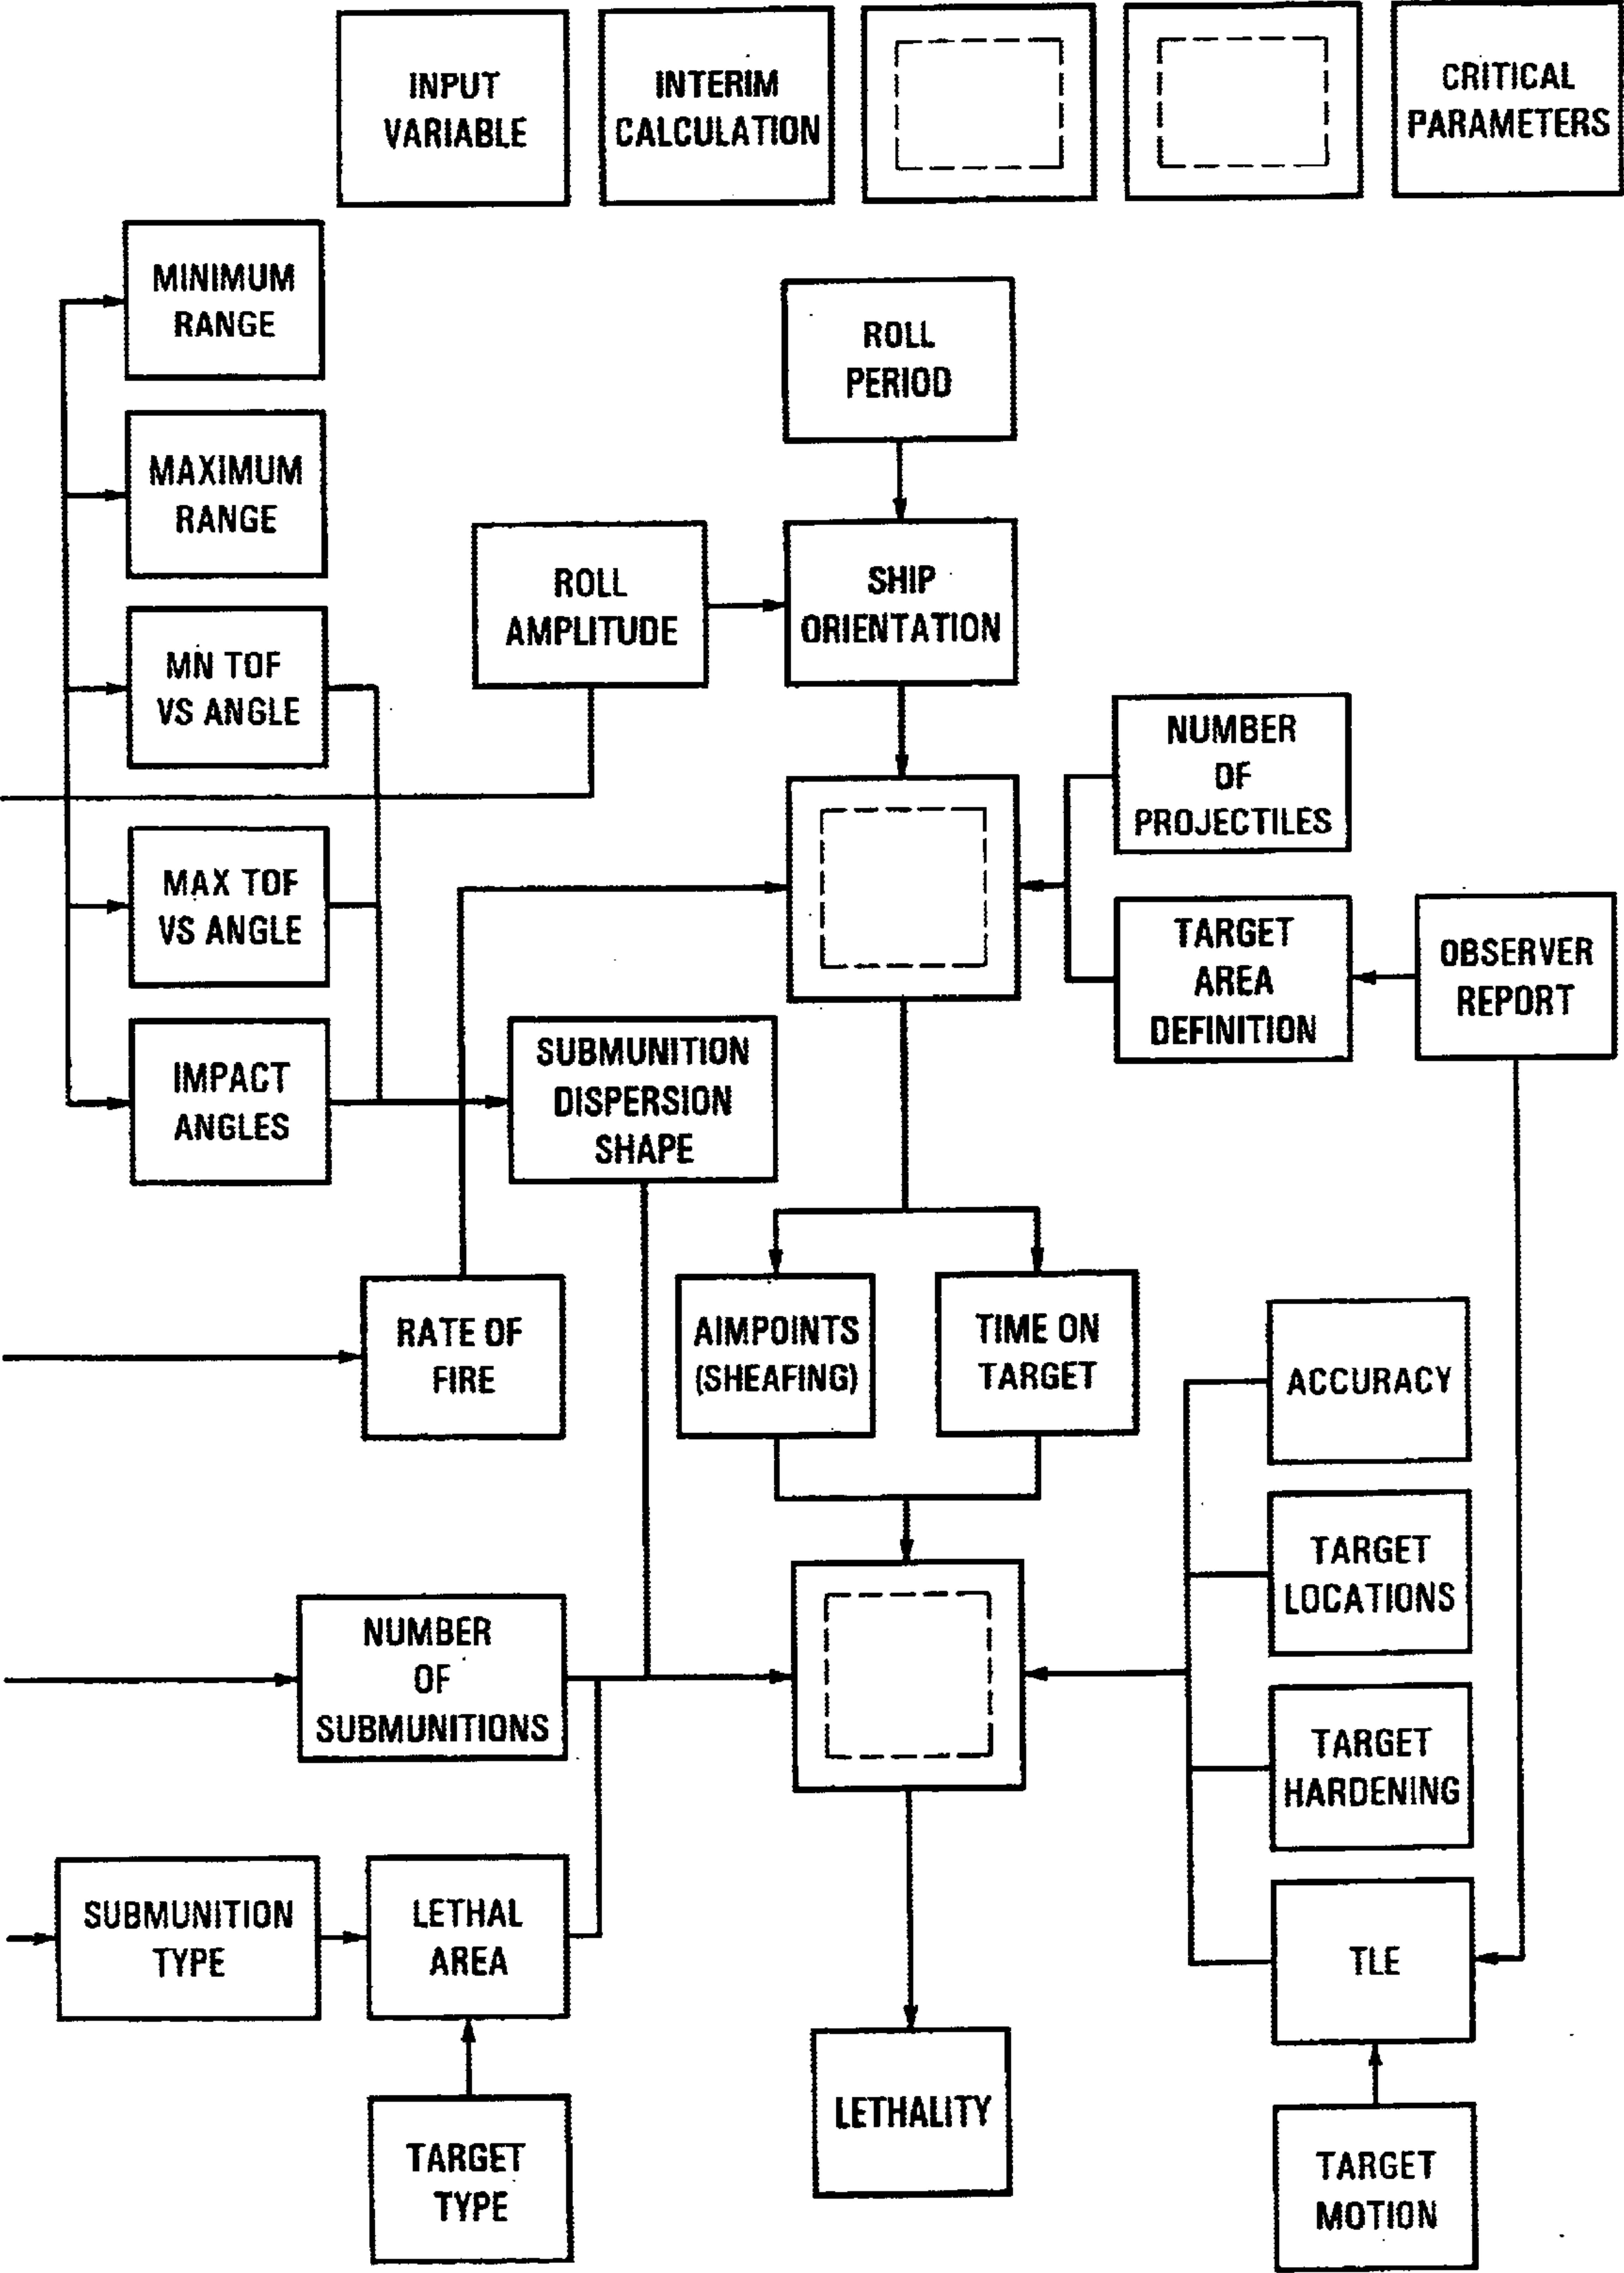 INPUT
VARIABLE
INTERIM
CALCULATION
CRITICAL
PARAMETERS
MINIMUM
RANGE
ROLL
PERIOD
MAXIMUM
RANGE
ROLL
AMPLITUDE
SHIP
ORIENTATION
MN TOF
VS ANGLE
NUMBER
OF
PROJECTILES
MAX TOF
VS ANGLE
TARGET
AREA
DEFINITION
OBSERVER
REPORT
IMPACT
ANGLES
SUBMUNITION
DISPERSION
SHAPE
RATE OF
FIRE
AIMPOINTS
(SHEAFING)
TIME ON
TARGET
ACCURACY
TARGET
LOCATIONS
NUMBER
OF
SUBMUNITIONS
TARGET
HARDENING
SUBMUNITION
TYPE
LETHAL
AREA
TLE
LETHALITY
TARGET
TYPE
TARGET
MOTION